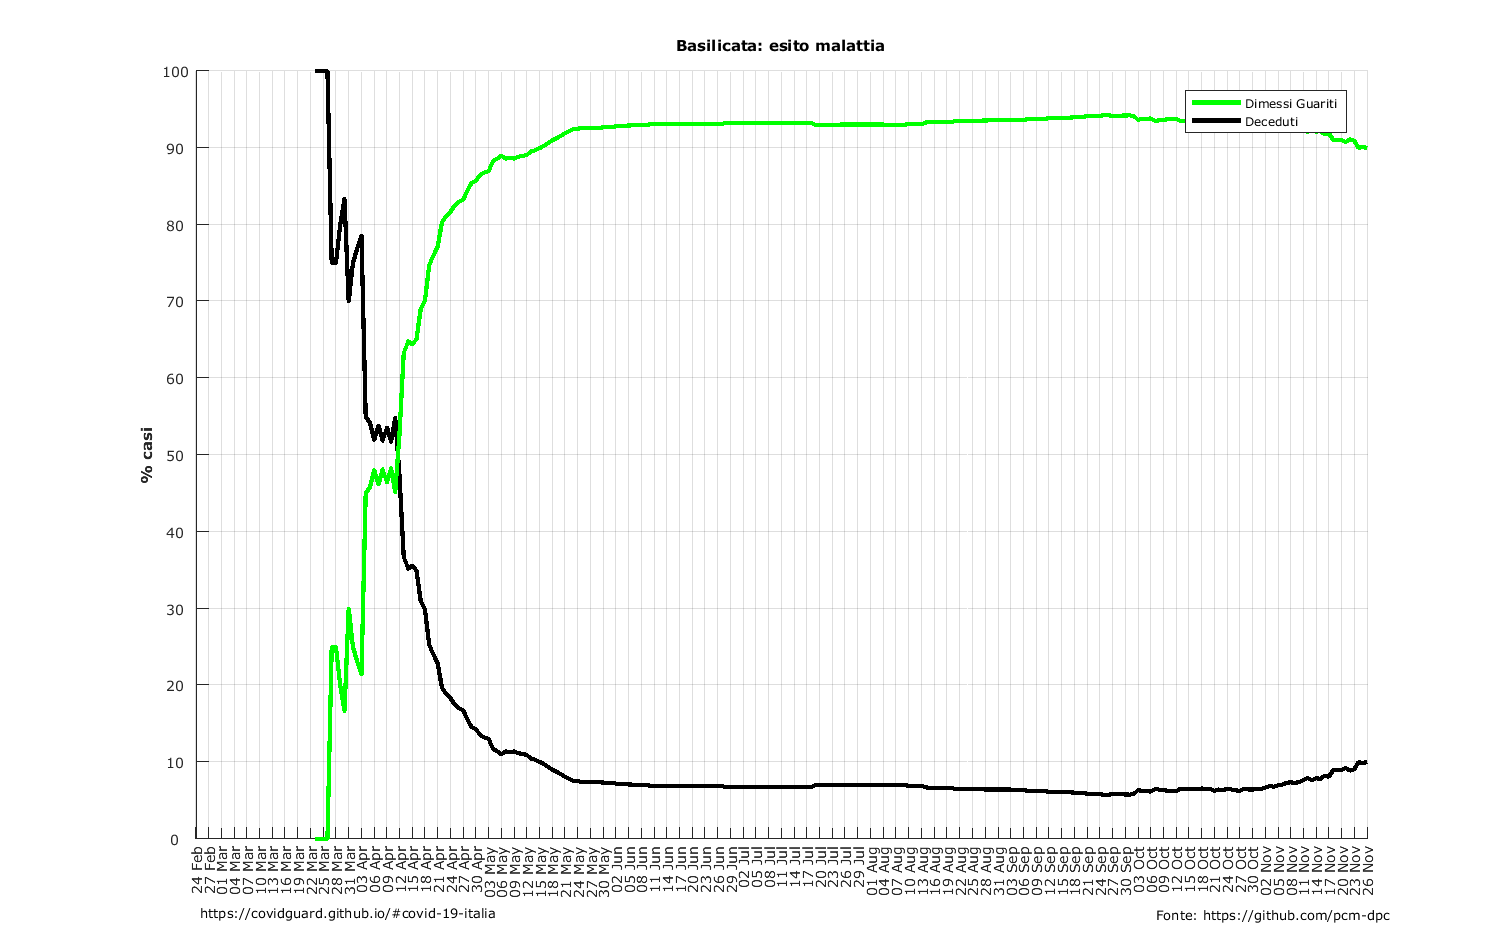 Basilicata: esito malattia
100
90
80
70
60
50
40
30
20
10
0
% casi
Dimessi Guariti
Deceduti
24 Feb
27 Feb
01 Mar
04 Mar
07 Mar
10 Mar
13 Mar
16 Mar
19 Mar
22 Mar
25 Mar
28 Mar
31 Mar
03 Apr
06 Apr
09 Apr
12 Apr
15 Apr
18 Apr
21 Apr
24 Apr
27 Apr
30 Apr
03 May
06 May
09 May
12 May
15 May
18 May
21 May
24 May
27 May
30 May
02 Jun
05 Jun
08 Jun
11 Jun
14 Jun
17 Jun
20 Jun
23 Jun
26 Jun
29 Jun
02 Jul
05 Jul
08 Jul
11 Jul
14 Jul
17 Jul
20 Jul
23 Jul
26 Jul
29 Jul
01 Aug
04 Aug
07 Aug
10 Aug
13 Aug
16 Aug
19 Aug
22 Aug
25 Aug
28 Aug
31 Aug
03 Sep
06 Sep
09 Sep
12 Sep
15 Sep
18 Sep
21 Sep
24 Sep
27 Sep
30 Sep
03 Oct
06 Oct
09 Oct
12 Oct
15 Oct
18 Oct
21 Oct
24 Oct
27 Oct
30 Oct
02 Nov
05 Nov
08 Nov
11 Nov
14 Nov
17 Nov
20 Nov
23 Nov
26 Nov
https://covidguard.github.io/#covid-19-italia
Fonte: https://github.com/pcm-dpc